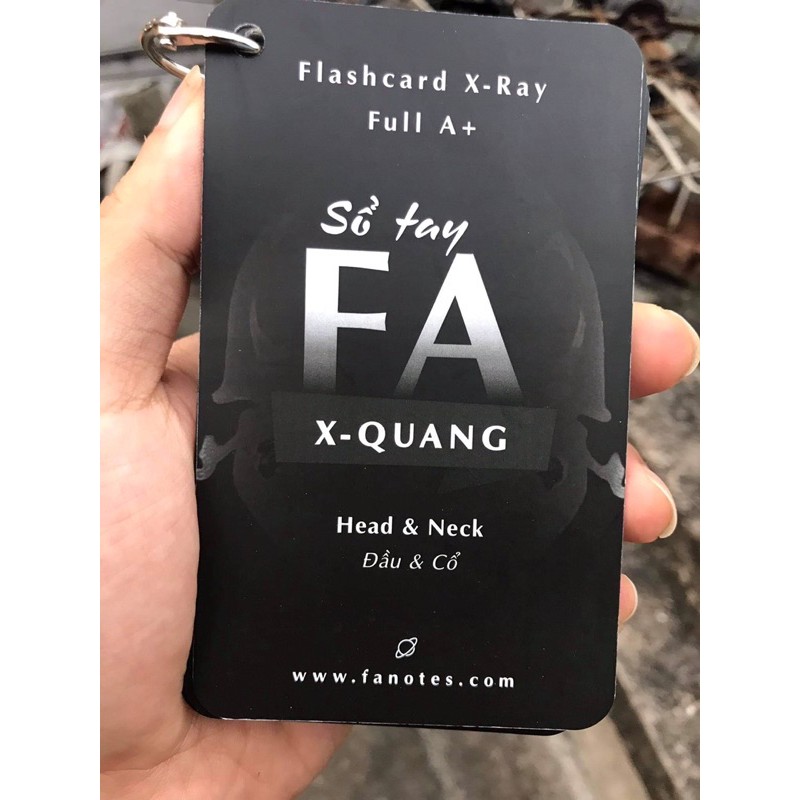 Flashcard X-Ray
Full A+
Sổ tay
FA
X-QUANG
Head & Neck
Đầu & Cổ
www.fanotes.com